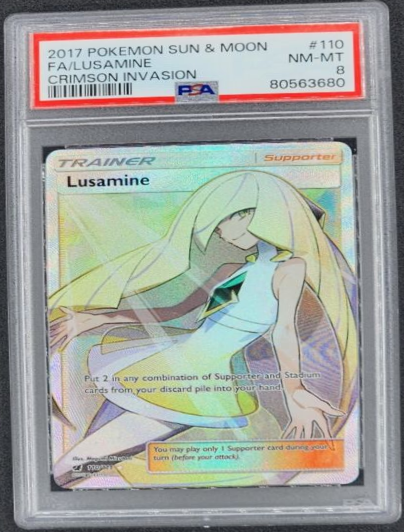 2017 POKEMON SUN & MOON #110
FA/LUSAMINE NM-MT
CRIMSON INVASION 8
PSA 80563680
TRAINER Supporter
Lusamine
Put 2 in any combination of Supporter and Stadium
cards from your discard pile into your hand.
You may play only 1 Supporter card during your
turn (before your attack).
Illus.
110/